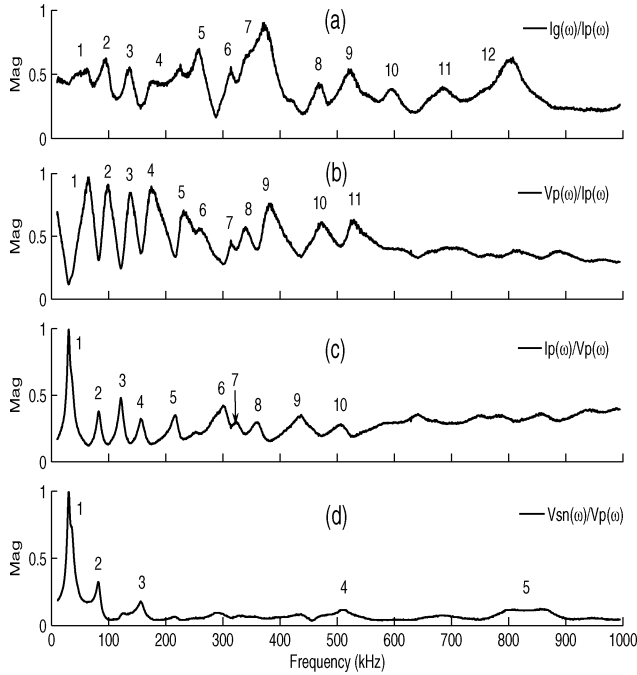 (a)
Ig(ω)/Ip(ω)
1 2 3 4 5 6 7 8 9 10 11 12
Mag
1
0.5
0
(b)
Vp(ω)/Ip(ω)
1 2 3 4 5 6 7 8 9 10 11
Mag
1
0.5
0
(c)
Ip(ω)/Vp(ω)
1 2 3 4 5 6 7 8 9 10
Mag
1
0.5
0
(d)
Vsn(ω)/Vp(ω)
1 2 3 4 5
Mag
1
0.5
0
0 100 200 300 400 500 600 700 800 900 1000
Frequency (kHz)